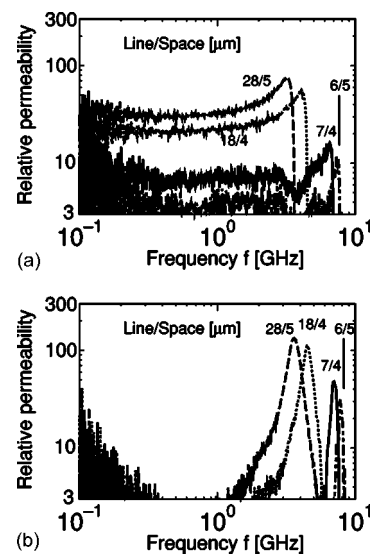 300
Line/Space [μm]
6/5
100
28/5
18/4
7/4
10
3
Relative permeability
10⁻¹
10⁰
10¹
(a)
Frequency f [GHz]
300
Line/Space [μm]
18/4
6/5
28/5
100
7/4
10
3
Relative permeability
10⁻¹
10⁰
10¹
(b)
Frequency f [GHz]